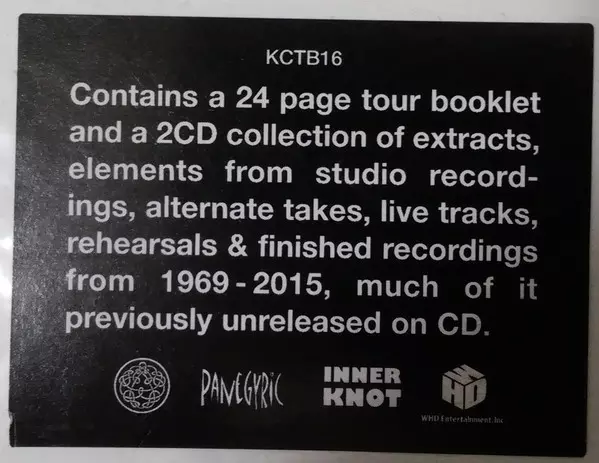 KCTB16
Contains a 24 page tour booklet
and a 2CD collection of extracts,
elements from studio record-
ings, alternate takes, live tracks,
rehearsals & finished recordings
from 1969 - 2015, much of it
previously unreleased on CD.
PANEGYRIC
INNER
KNOT
WHD
WHD Entertainment, Inc.